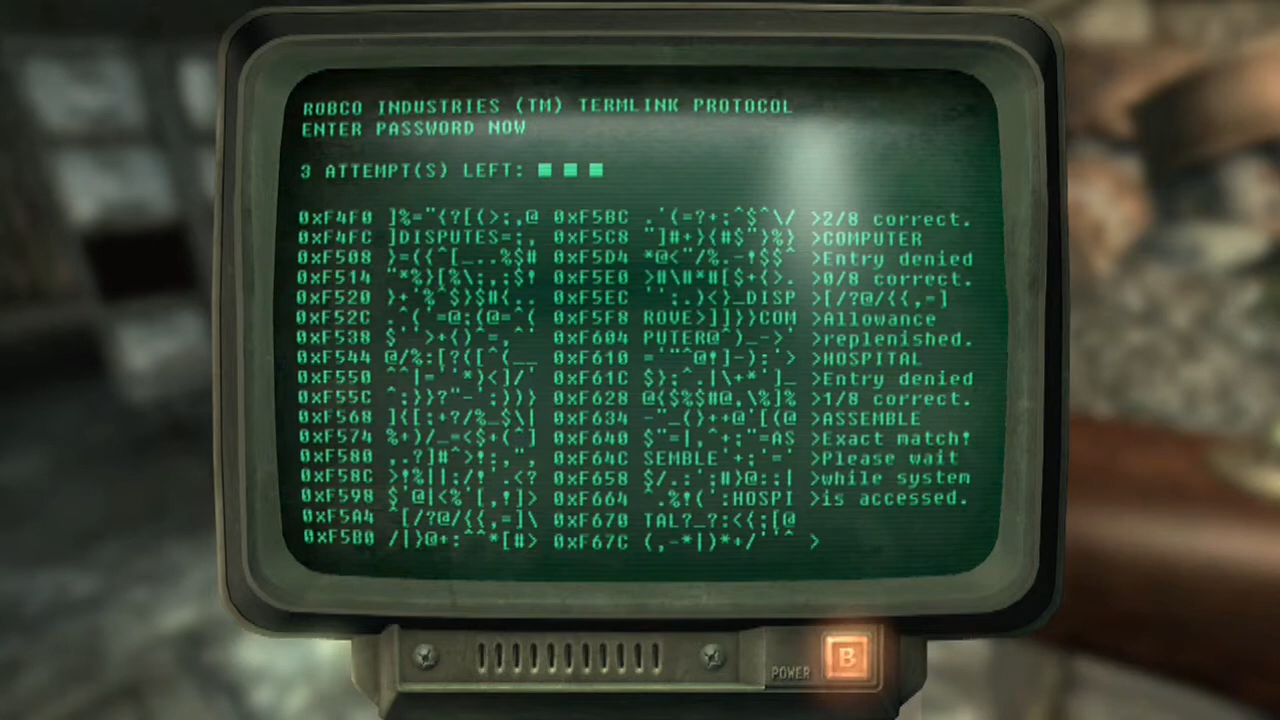 ROBCO INDUSTRIES (TM) TERMLINK PROTOCOL
ENTER PASSWORD NOW
3 ATTEMPT(S) LEFT: ■ ■ ■
0xF4F0 ]%="{?[(>:,@ 0xF5BC .'(=?+;^$^\/ >2/8 correct.
0xF4FC ]DISPUTES=;, 0xF5C8 "]#+}{#$"}%} >COMPUTER
0xF508 }=({^[_..%$# 0xF5D4 *@<"/%.-!$$^ >Entry denied
0xF514 "*%}[%\;,;$! 0xF5E0 >#\#*#[$+{>. >0/8 correct.
0xF520 }+'%^$}$#{.. 0xF5EC '';.)<}_DISP >[/?@/{{,=]
0xF52C .^('=@;(@=^( 0xF5F8 ROVE>]]}}COM >Allowance
0xF538 $''>+{)^=,^' 0xF604 PUTER@^)_->' >replenished.
0xF544 @/%:[?([^(__ 0xF610 ='"^@!]-):'> >HOSPITAL
0xF550 ^^|=''*)<]/' 0xF61C $};^.|\+*']_ >Entry denied
0xF55C ^;}}?"-';))} 0xF628 @{$%$#@,\%]% >1/8 correct.
0xF568 ]{[;+?/%_$\| 0xF634 -"_()++@'[(@ >ASSEMBLE
0xF574 %+)/_=<$+(^] 0xF640 $"=|,^+;"=AS >Exact match!
0xF580 ,.?]#^>!:,", 0xF64C SEMBLE'+;'=' >Please wait
0xF58C >!%||;/!'.<? 0xF658 $/.:';#}@::| >while system
0xF598 $'@|<%'[,!]> 0xF664 ^.%!(':HOSPI >is accessed.
0xF5A4 ^[/?@/{{,=]\ 0xF670 TAL?_?:<{;[@
0xF5B0 /|}@+:^^*[#> 0xF67C (,-*|)*+/''^ >
POWER B